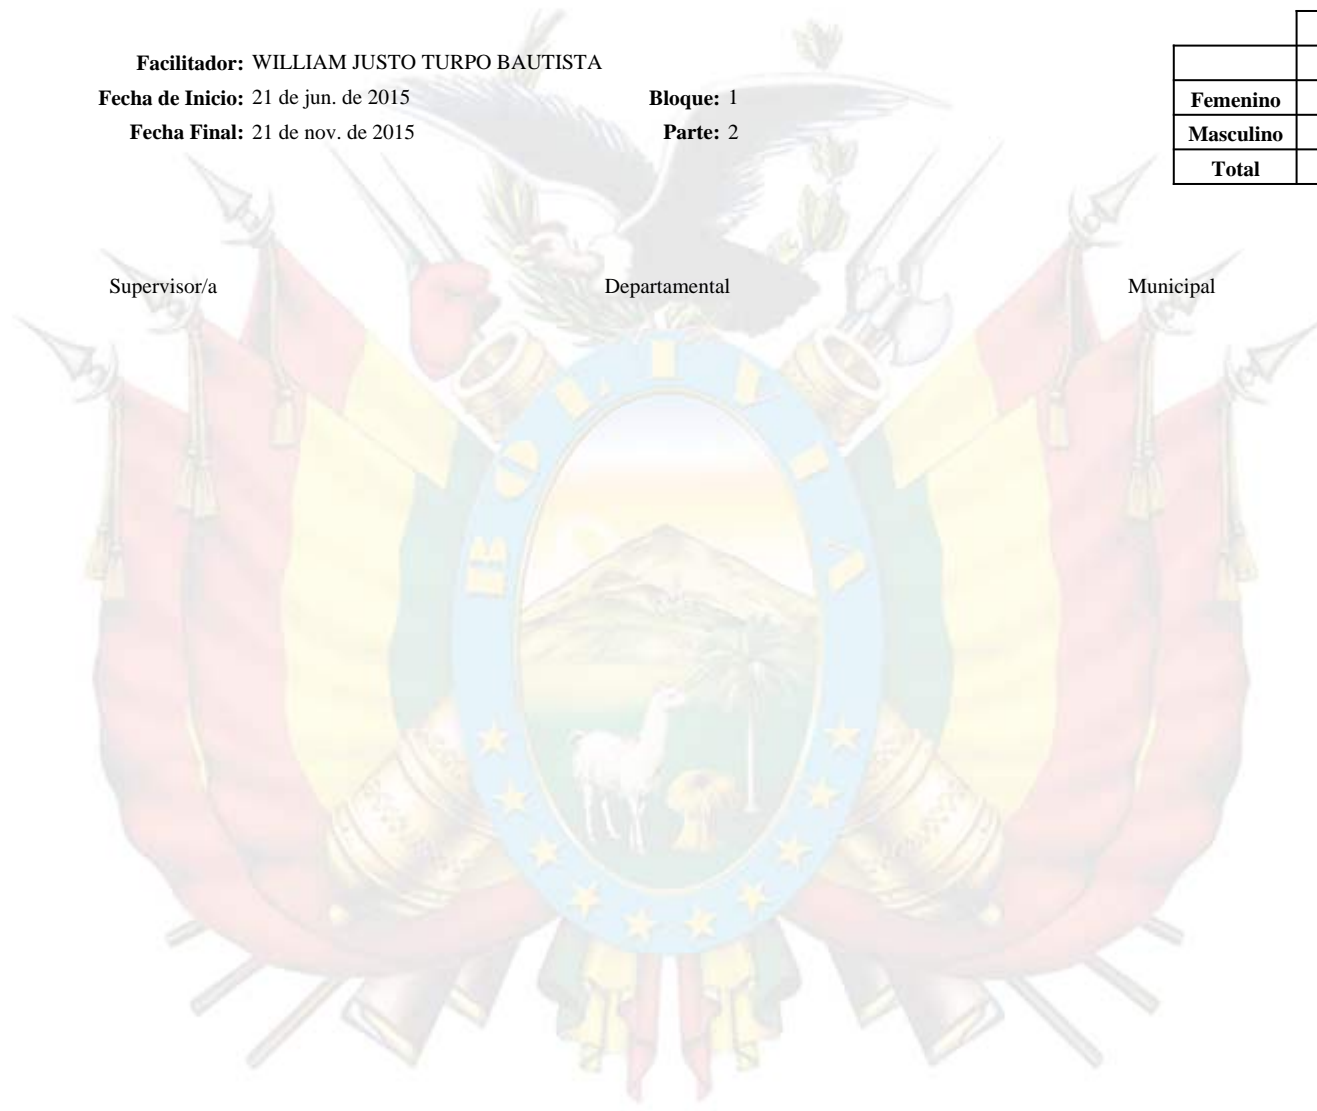 Facilitador: WILLIAM JUSTO TURPO BAUTISTA
Fecha de Inicio: 21 de jun. de 2015 Bloque: 1
Fecha Final: 21 de nov. de 2015 Parte: 2
Femenino
Masculino
Total
Supervisor/a Departamental Municipal
BOLIVIA